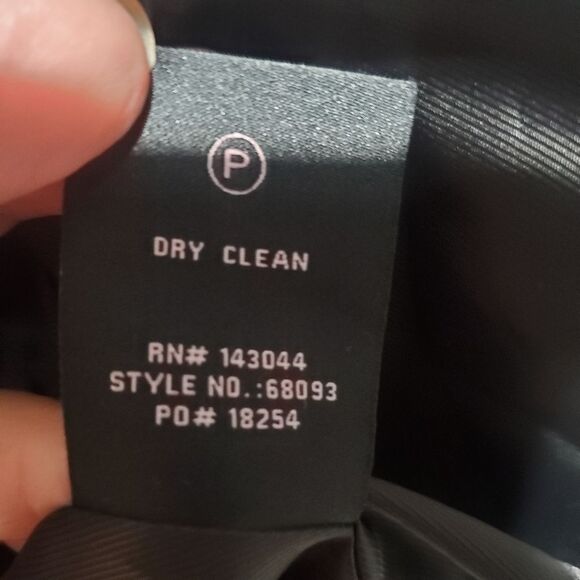 P
DRY CLEAN
RN# 143044
STYLE NO.:68093
PO# 18254